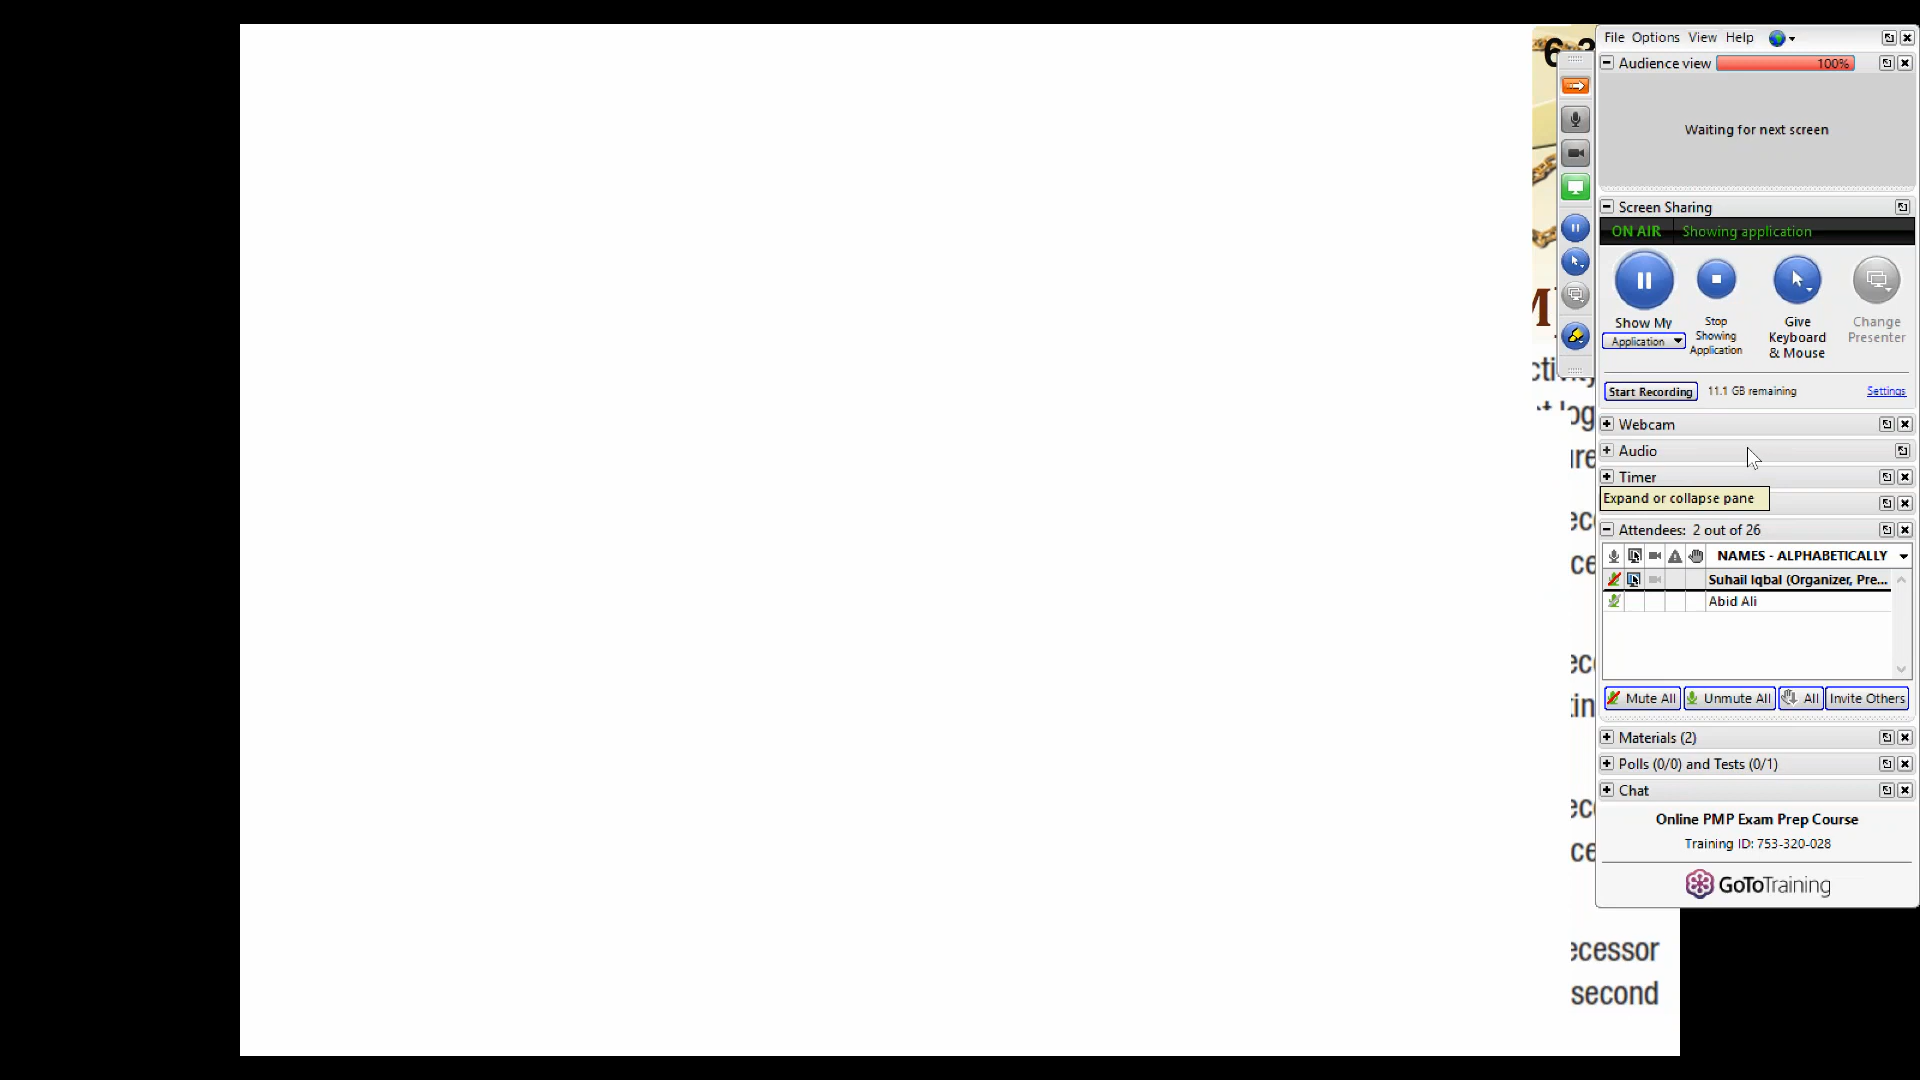 File Options View Help
Audience view 100%
Waiting for next screen
Screen Sharing
ON AIR Showing application
Show My
Application
Stop
Showing
Application
Give
Keyboard
& Mouse
Change
Presenter
Start Recording 11.1 GB remaining Settings
Webcam
Audio
Timer
Expand or collapse pane
Attendees: 2 out of 26
NAMES - ALPHABETICALLY
Suhail Iqbal (Organizer, Pre...
Abid Ali
Mute All Unmute All All Invite Others
Materials (2)
Polls (0/0) and Tests (0/1)
Chat
Online PMP Exam Prep Course
Training ID: 753-320-028
GoToTraining
ecessor
second